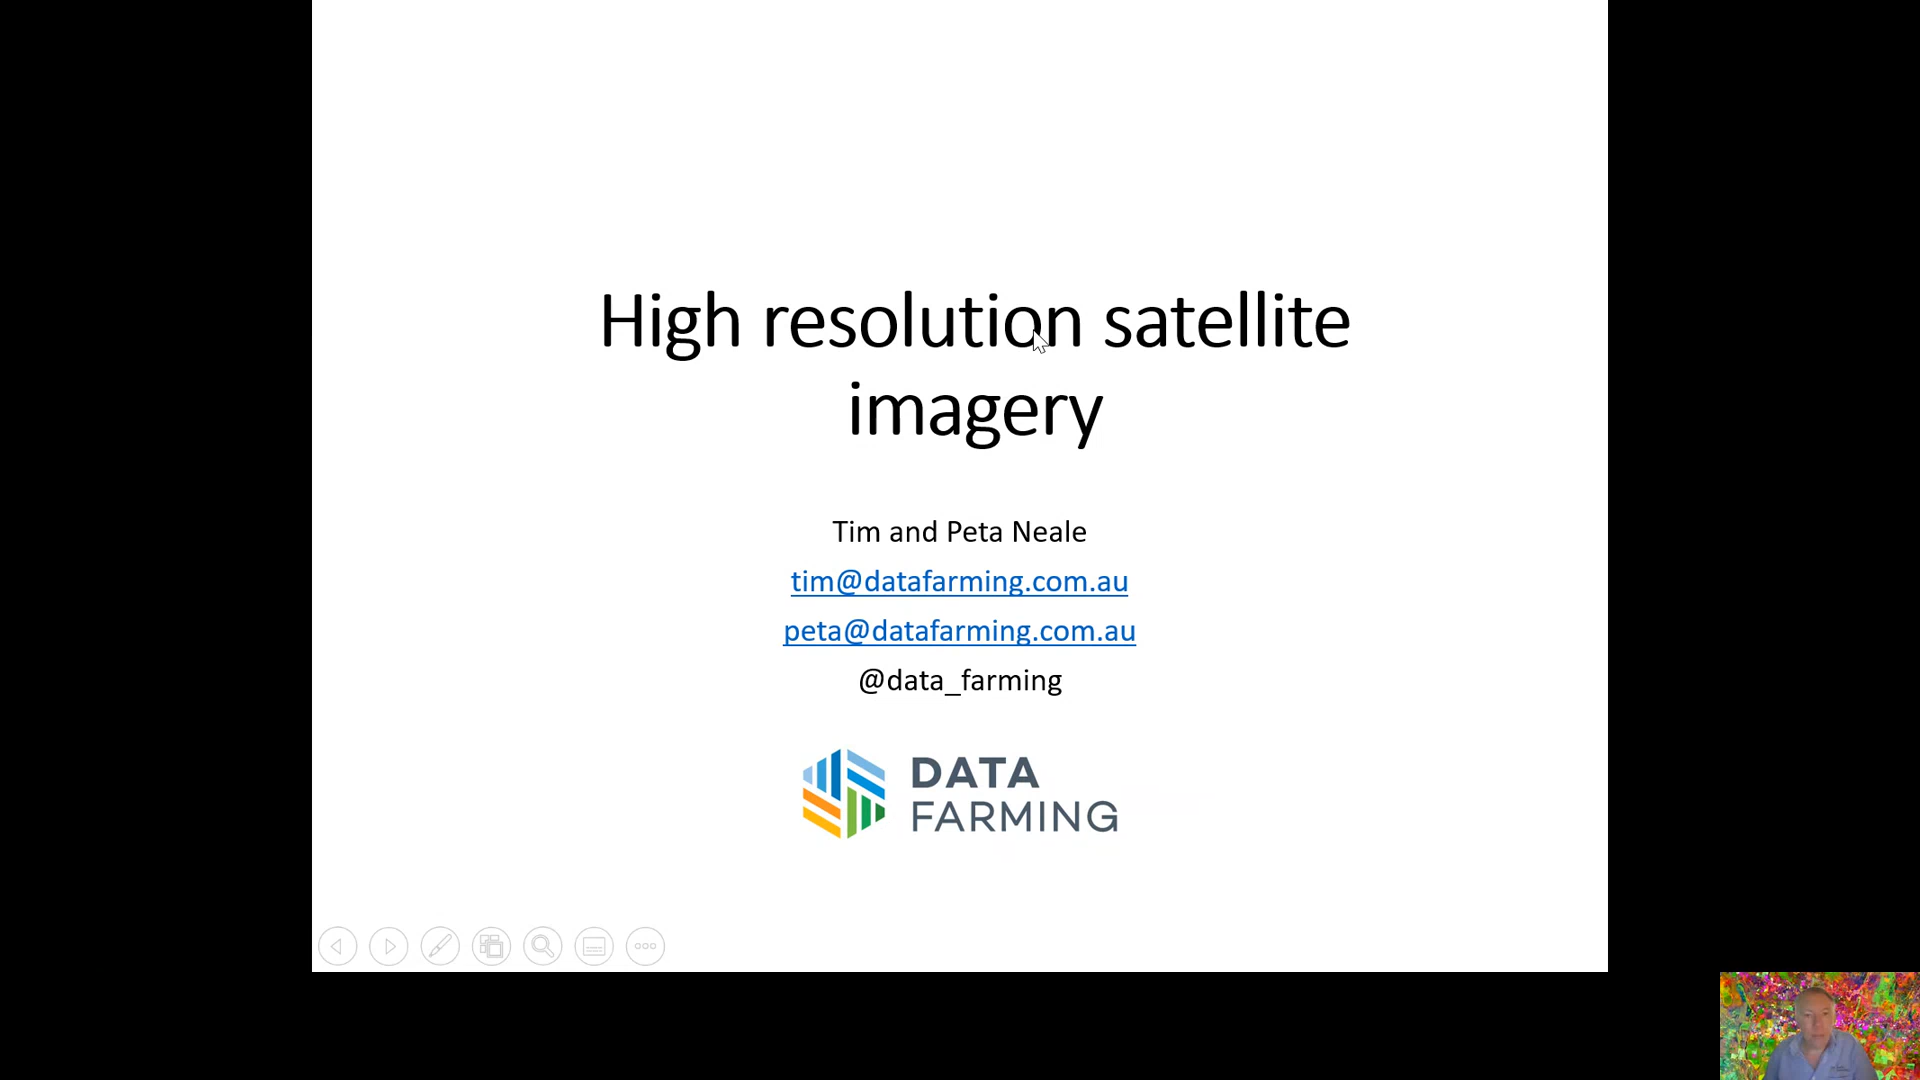 High resolution satellite
imagery
Tim and Peta Neale
tim@datafarming.com.au
peta@datafarming.com.au
@data_farming
DATA
FARMING